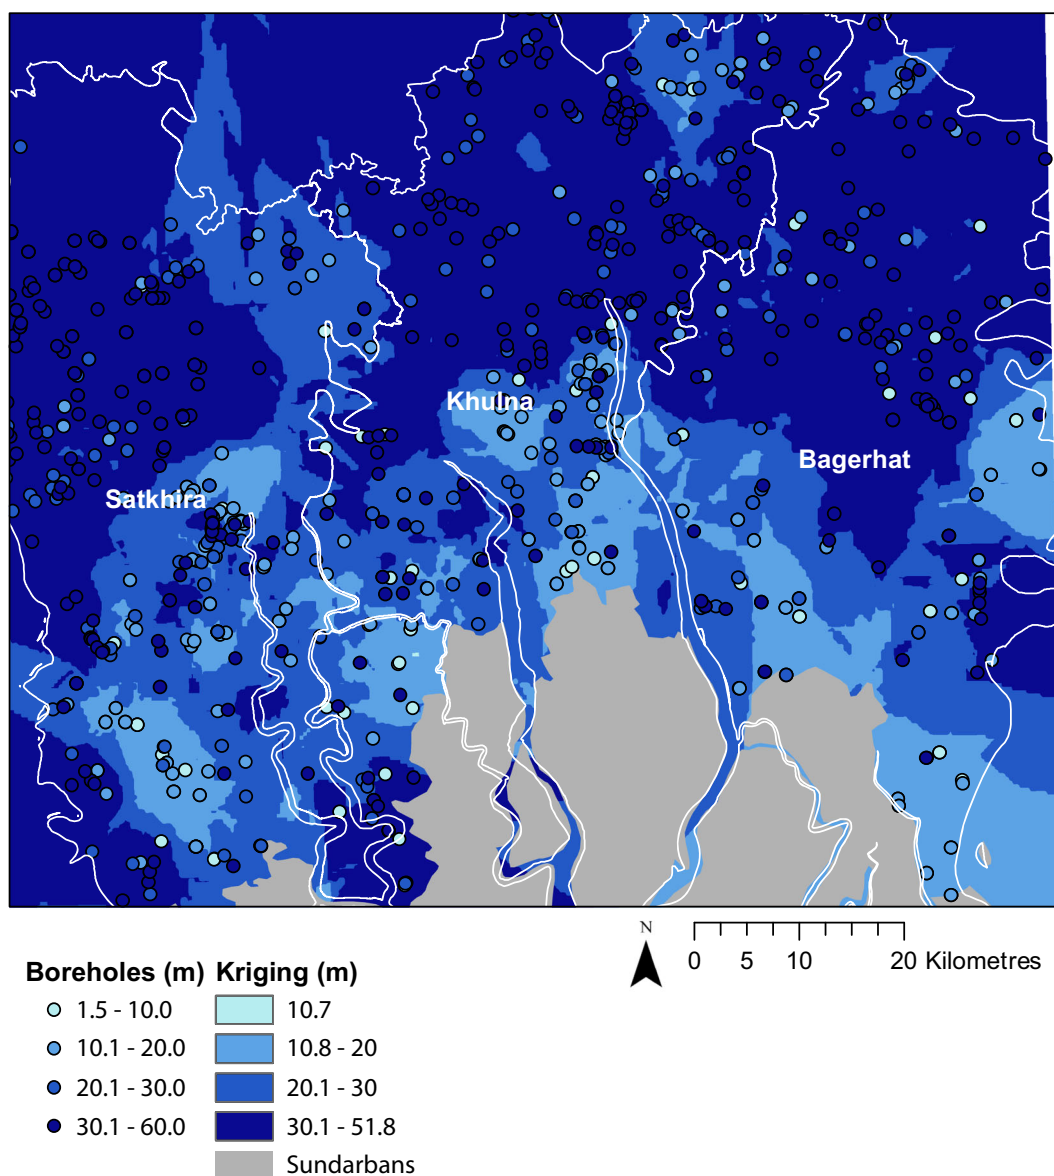 Khulna
Bagerhat
Satkhira
N
0 5 10 20 Kilometres
Boreholes (m) Kriging (m)
1.5 - 10.0 10.7
10.1 - 20.0 10.8 - 20
20.1 - 30.0 20.1 - 30
30.1 - 60.0 30.1 - 51.8
Sundarbans